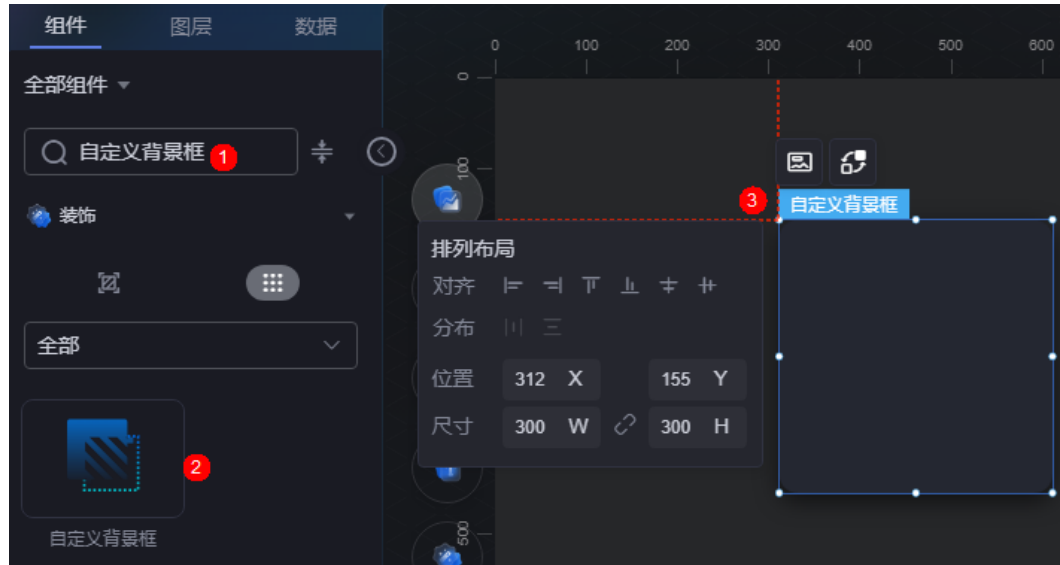 组件 图层 数据
全部组件
自定义背景框 1
装饰
全部
2
自定义背景框
0 100 200 300 400 500 600
0
100
500
3 自定义背景框
排列布局
对齐
分布
位置 312 X 155 Y
尺寸 300 W 300 H